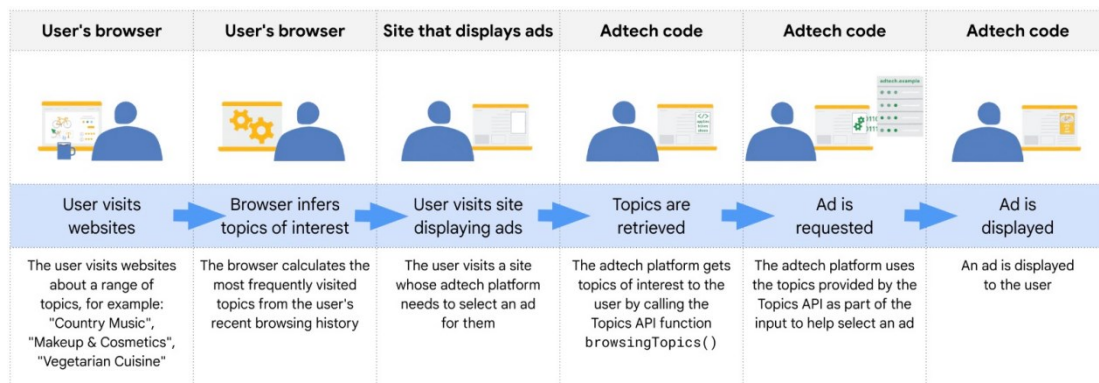 User's browser
User's browser
Site that displays ads
Adtech code
Adtech code
Adtech code
adtech.example
User visits
websites
Browser infers
topics of interest
User visits site
displaying ads
Topics are
retrieved
Ad is
requested
Ad is
displayed
The user visits websites
about a range of
topics, for example:
"Country Music",
"Makeup & Cosmetics",
"Vegetarian Cuisine"
The browser calculates the
most frequently visited
topics from the user's
recent browsing history
The user visits a site
whose adtech platform
needs to select an ad
for them
The adtech platform gets
topics of interest to the
user by calling the
Topics API function
browsingTopics()
The adtech platform uses
the topics provided by the
Topics API as part of the
input to help select an ad
An ad is displayed
to the user